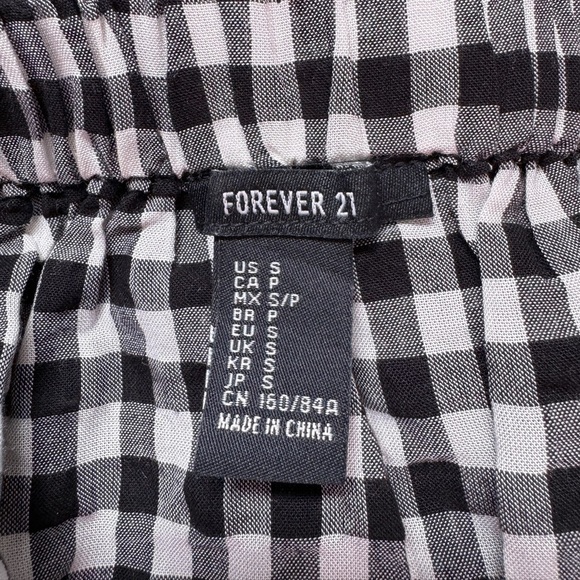 FOREVER 21
US S
CA P
MX S/P
BR P
EU S
UK S
KR S
JP S
CN 160/84A
MADE IN CHINA